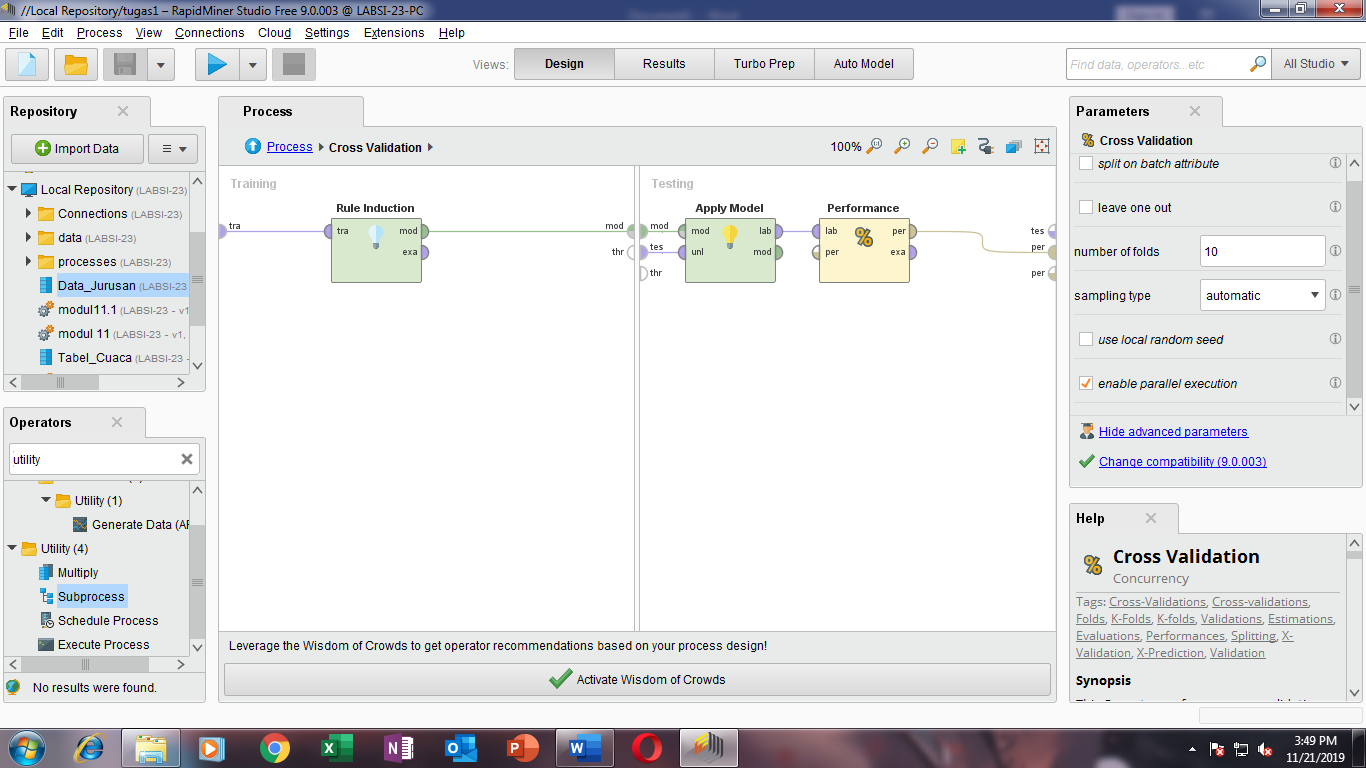 //Local Repository/tugas1 – RapidMiner Studio Free 9.0.003 @ LABSI-23-PC
File Edit Process View Connections Cloud Settings Extensions Help
Views: Design Results Turbo Prep Auto Model
Find data, operators...etc All Studio
Repository
Import Data
Local Repository (LABSI-23)
Connections (LABSI-23)
data (LABSI-23)
processes (LABSI-23)
Data_Jurusan (LABSI-23
modul11.1 (LABSI-23 - v1
modul 11 (LABSI-23 - v1,
Tabel_Cuaca (LABSI-23 -
Operators
utility
Utility (1)
Generate Data (AP
Utility (4)
Multiply
Subprocess
Schedule Process
Execute Process
No results were found.
Process
Process Cross Validation
100%
Training
Rule Induction
tra tra mod mod
exa thr
Testing
Apply Model Performance
mod mod lab lab per tes
tes unl mod per exa per
thr per
Leverage the Wisdom of Crowds to get operator recommendations based on your process design!
Activate Wisdom of Crowds
Parameters
Cross Validation
split on batch attribute
leave one out
number of folds 10
sampling type automatic
use local random seed
enable parallel execution
Hide advanced parameters
Change compatibility (9.0.003)
Help
Cross Validation
Concurrency
Tags: Cross-Validations, Cross-validations,
Folds, K-Folds, K-folds, Validations, Estimations,
Evaluations, Performances, Splitting, X-
Validation, X-Prediction, Validation
Synopsis
3:49 PM
11/21/2019